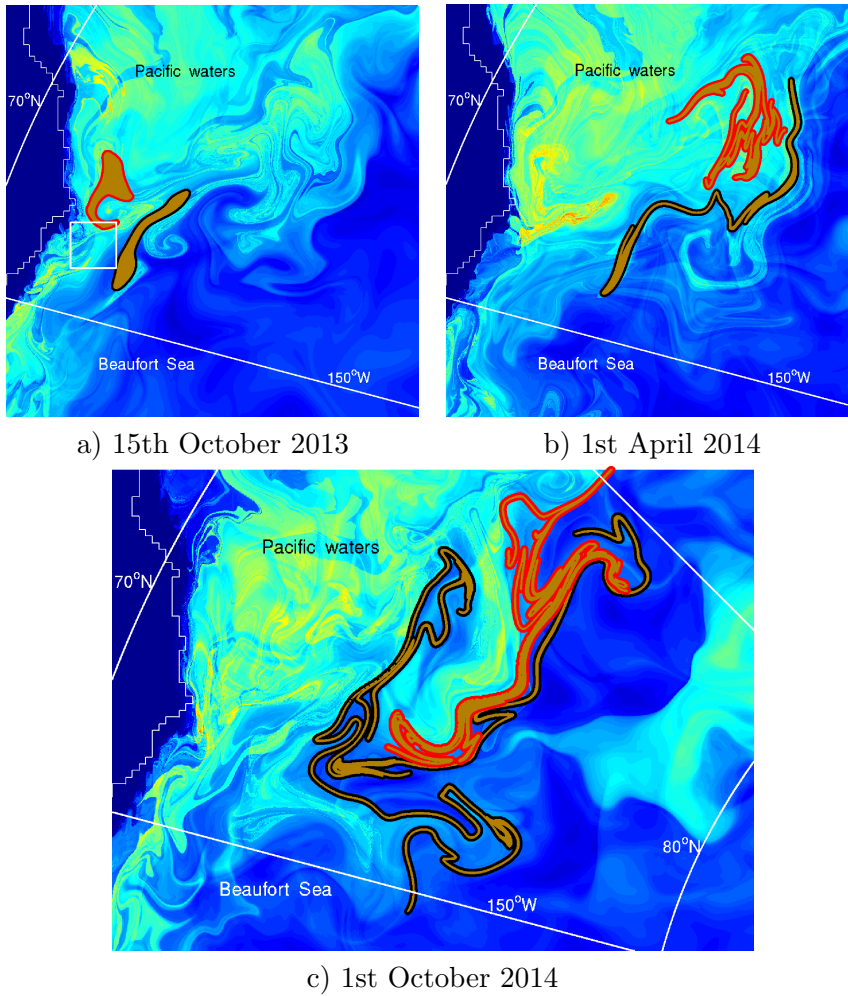 Pacific waters
70°N
Beaufort Sea
150°W
a) 15th October 2013
Pacific waters
70°N
Beaufort Sea
150°W
b) 1st April 2014
Pacific waters
70°N
80°N
Beaufort Sea
150°W
c) 1st October 2014